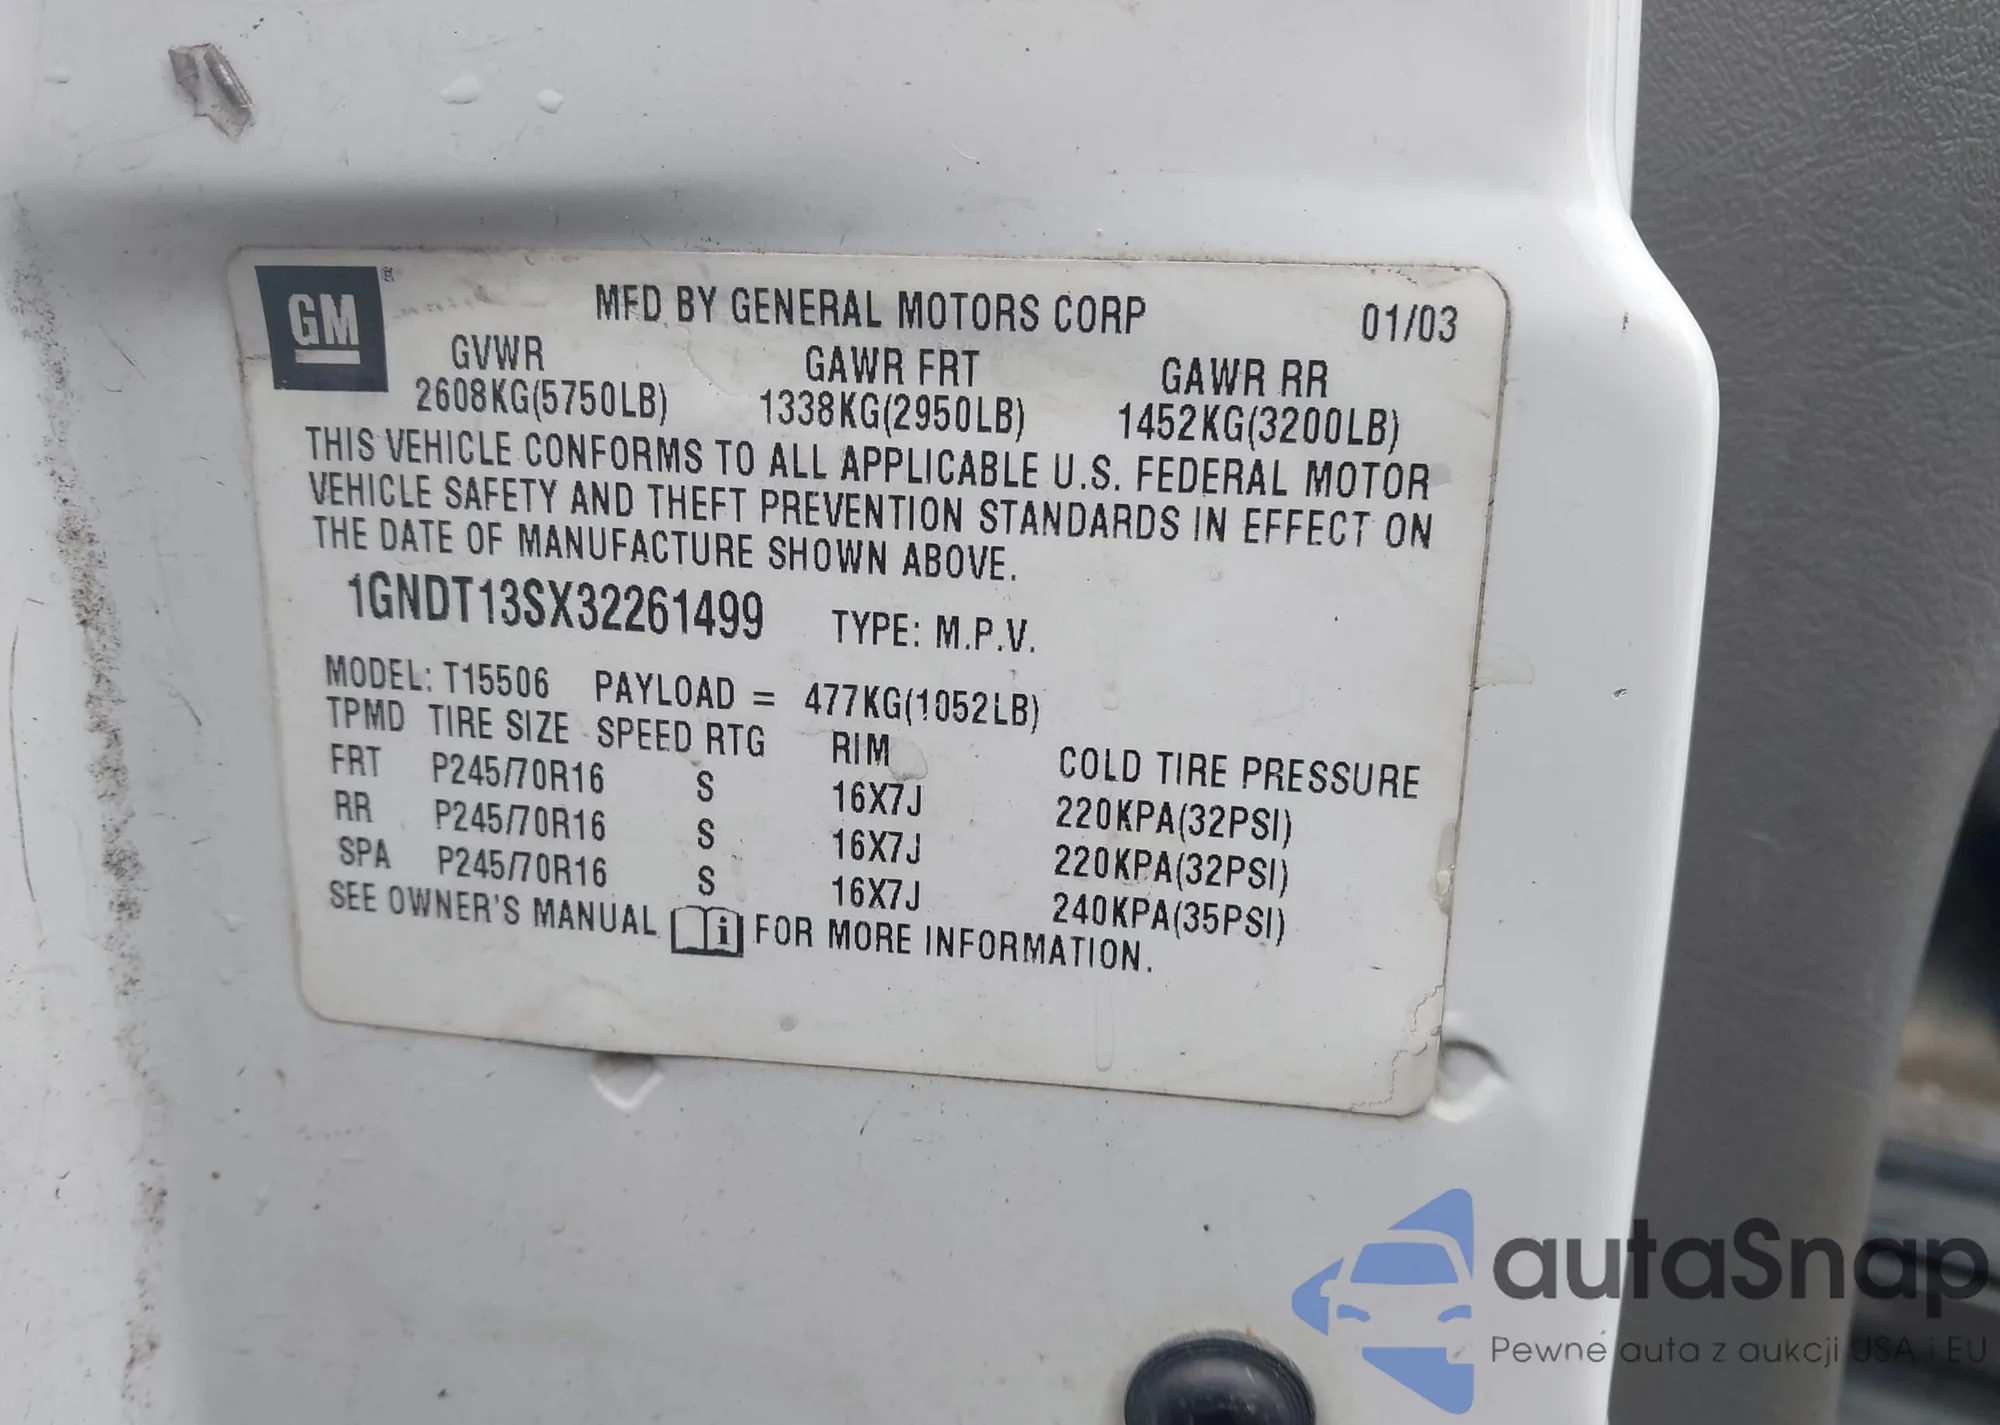 GM
MFD BY GENERAL MOTORS CORP 01/03
GVWR GAWR FRT GAWR RR
2608KG(5750LB) 1338KG(2950LB) 1452KG(3200LB)
THIS VEHICLE CONFORMS TO ALL APPLICABLE U.S. FEDERAL MOTOR
VEHICLE SAFETY AND THEFT PREVENTION STANDARDS IN EFFECT ON
THE DATE OF MANUFACTURE SHOWN ABOVE.
1GNDT13SX32261499 TYPE: M.P.V.
MODEL: T15506 PAYLOAD = 477KG(1052LB)
TPMD TIRE SIZE SPEED RTG RIM COLD TIRE PRESSURE
FRT P245/70R16 S 16X7J 220KPA(32PSI)
RR P245/70R16 S 16X7J 220KPA(32PSI)
SPA P245/70R16 S 16X7J 240KPA(35PSI)
SEE OWNER'S MANUAL i FOR MORE INFORMATION.
autaSnap
Pewne auta z aukcji USA i EU